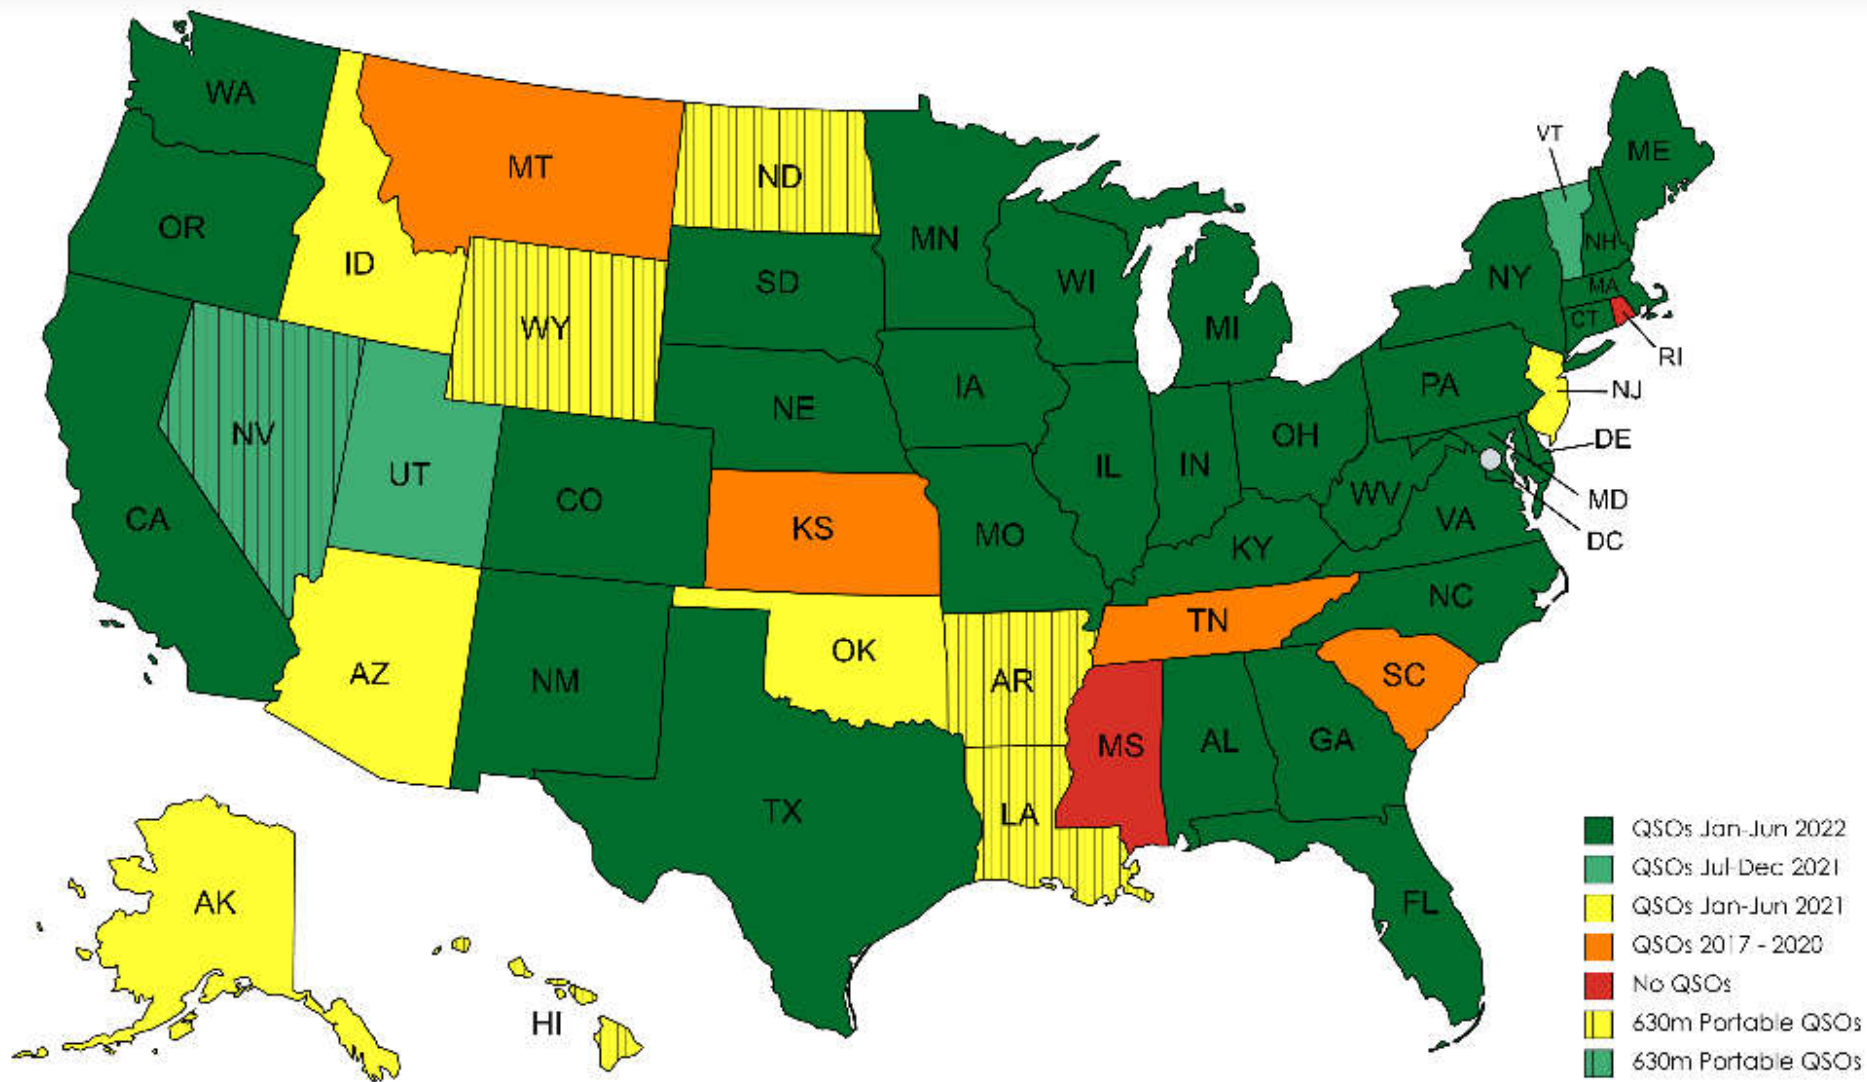 WA
VT
ME
MT
ND
OR
MN
ID
NH
SD
WI
NY
MA
WY
MI
CT
RI
IA
PA
NJ
NE
NV
OH
DE
UT
IL
IN
WV
CO
MD
CA
KS
MO
VA
DC
KY
NC
TN
OK
AZ
NM
AR
SC
MS
AL
GA
TX
LA
AK
FL
HI
QSOs Jan-Jun 2022
QSOs Jul-Dec 2021
QSOs Jan-Jun 2021
QSOs 2017 - 2020
No QSOs
630m Portable QSOs
630m Portable QSOs